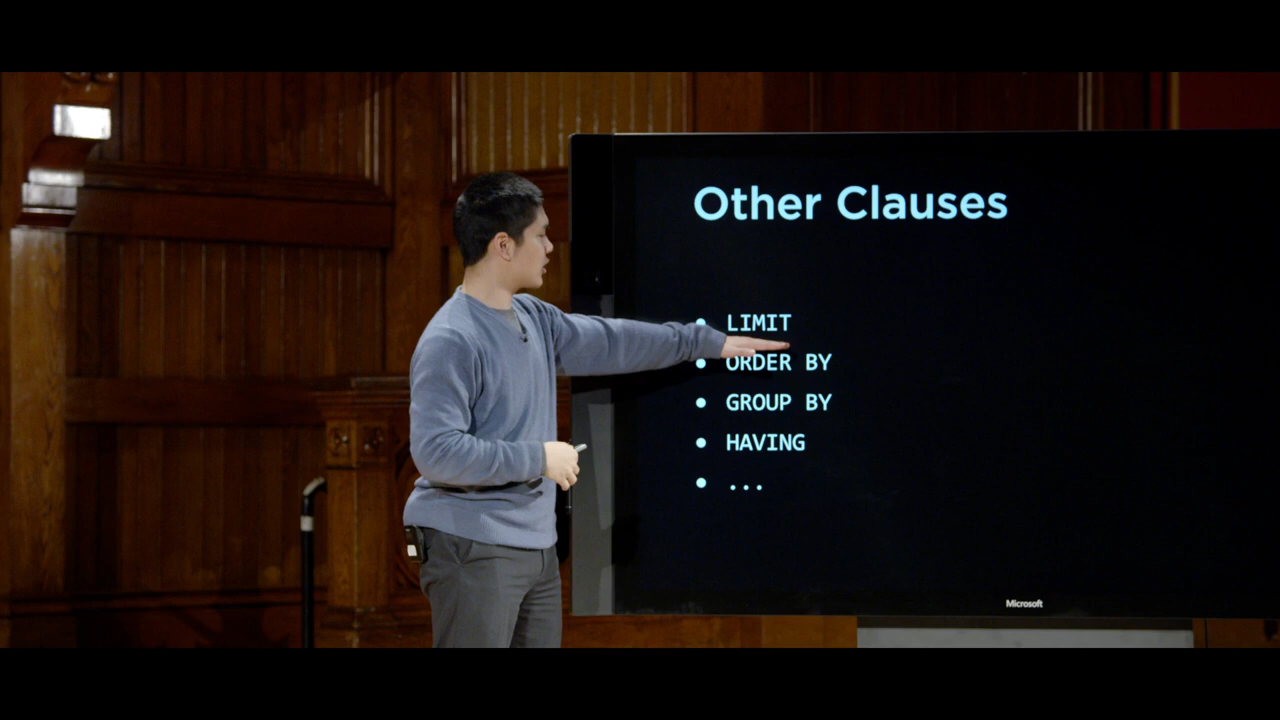 Other Clauses
• LIMIT
• ORDER BY
• GROUP BY
• HAVING
• ...
Microsoft